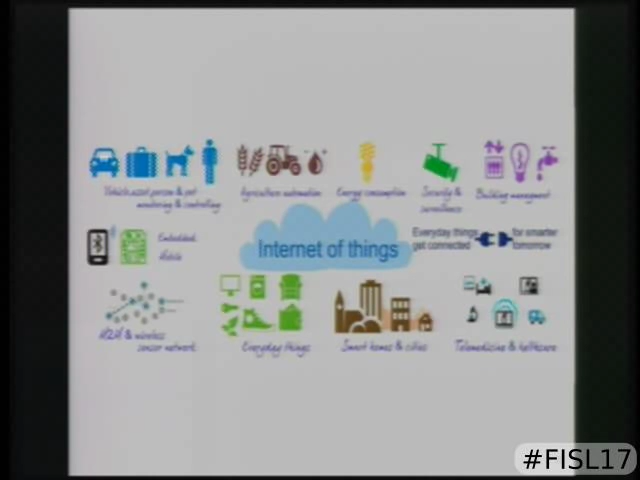 Vehicle, asset, person & pet
monitoring & controlling
Agriculture automation
Energy consumption
Security &
surveillance
Building management
Embedded
Mobile
Internet of things
Everyday things
get connected
for smarter
tomorrow
M2M & wireless
sensor network
Everyday things
Smart homes & cities
Telemedicine & helthcare
#FISL17